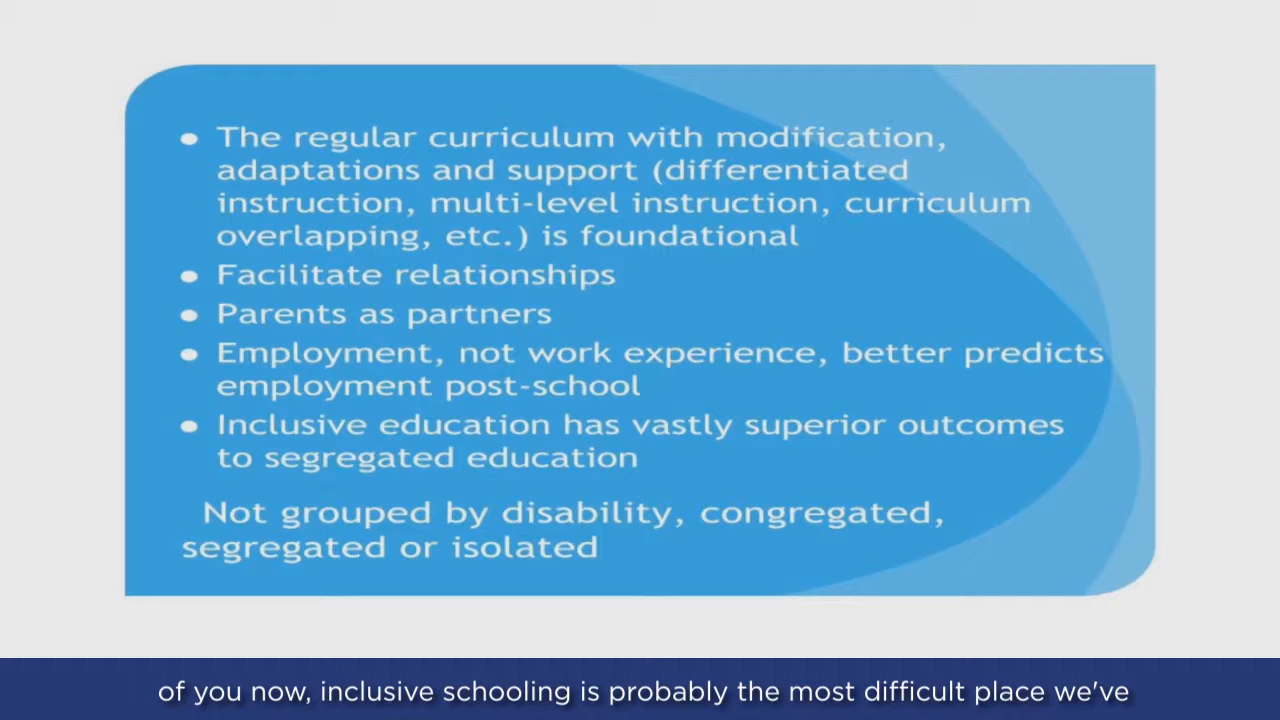 • The regular curriculum with modification,
adaptations and support (differentiated
instruction, multi-level instruction, curriculum
overlapping, etc.) is foundational
• Facilitate relationships
• Parents as partners
• Employment, not work experience, better predicts
employment post-school
• Inclusive education has vastly superior outcomes
to segregated education
Not grouped by disability, congregated,
segregated or isolated
of you now, inclusive schooling is probably the most difficult place we've